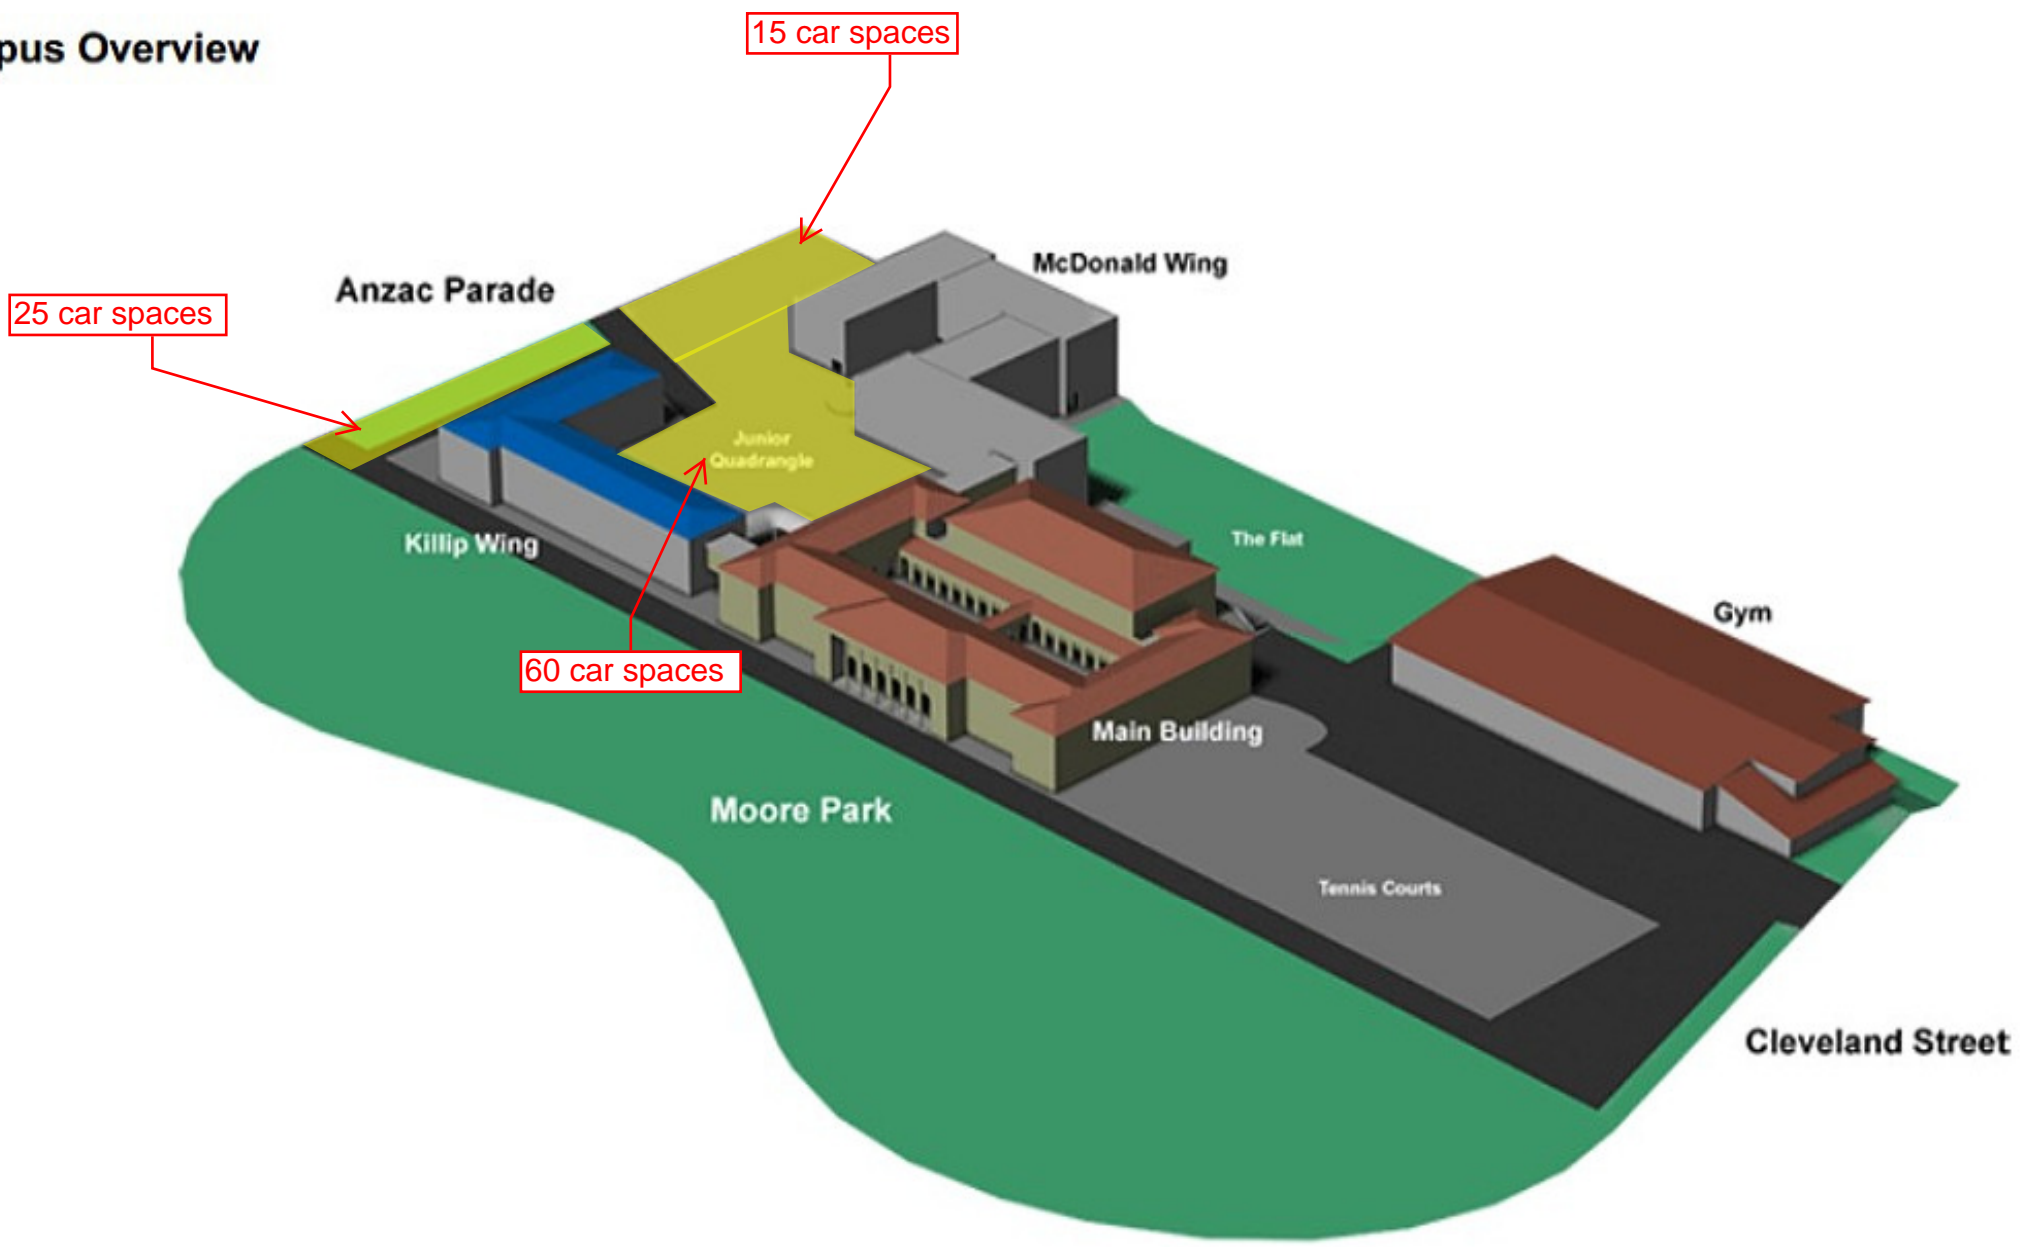 pus Overview
15 car spaces
McDonald Wing
Anzac Parade
25 car spaces
Junior
Quadrangle
Killip Wing
The Flat
Gym
60 car spaces
Main Building
Moore Park
Tennis Courts
Cleveland Street